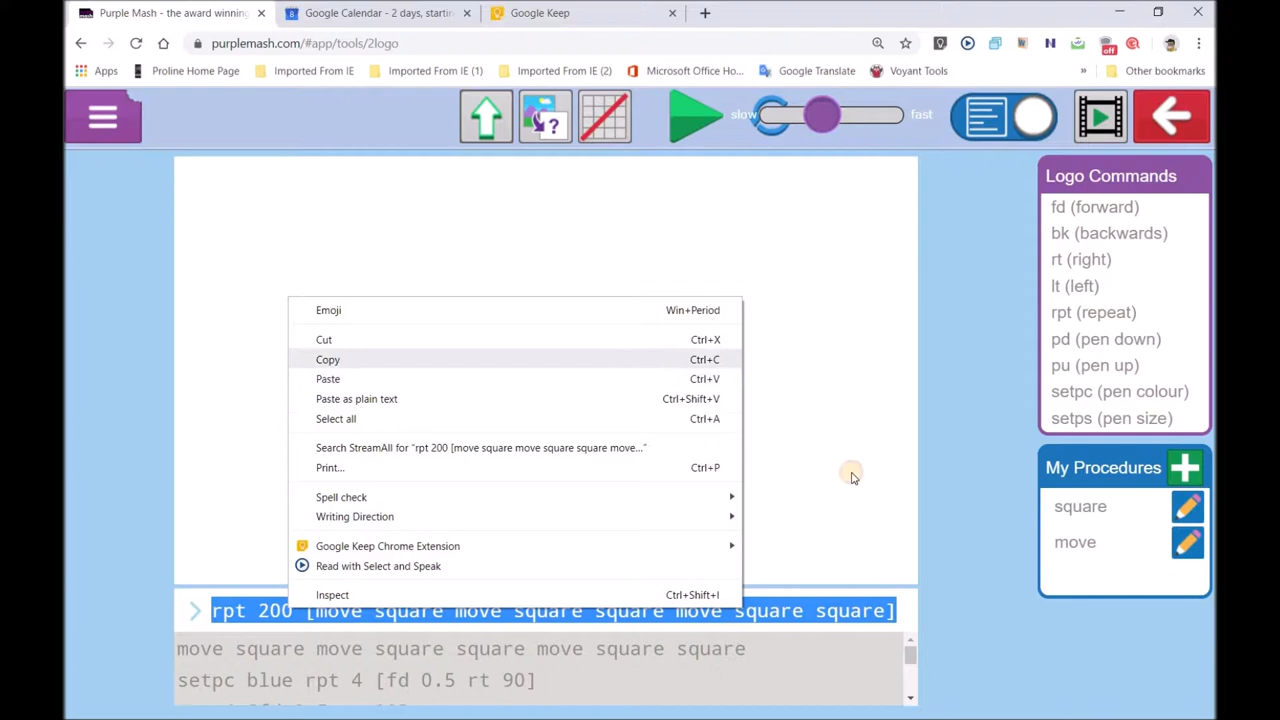 Purple Mash - the award winning
Google Calendar - 2 days, startin
Google Keep
purplemash.com/#app/tools/2logo
off
Apps
Proline Home Page
Imported From IE
Imported From IE (1)
Imported From IE (2)
Microsoft Office Ho...
Google Translate
Voyant Tools
»
Other bookmarks
?
slow
fast
Logo Commands
fd (forward)
bk (backwards)
rt (right)
lt (left)
rpt (repeat)
pd (pen down)
pu (pen up)
setpc (pen colour)
setps (pen size)
My Procedures
square
move
Emoji Win+Period
Cut Ctrl+X
Copy Ctrl+C
Paste Ctrl+V
Paste as plain text Ctrl+Shift+V
Select all Ctrl+A
Search StreamAll for "rpt 200 [move square move square square move..."
Print... Ctrl+P
Spell check
Writing Direction
Google Keep Chrome Extension
Read with Select and Speak
Inspect Ctrl+Shift+I
rpt 200 [move square move square square move square square]
move square move square square move square square
setpc blue rpt 4 [fd 0.5 rt 90]